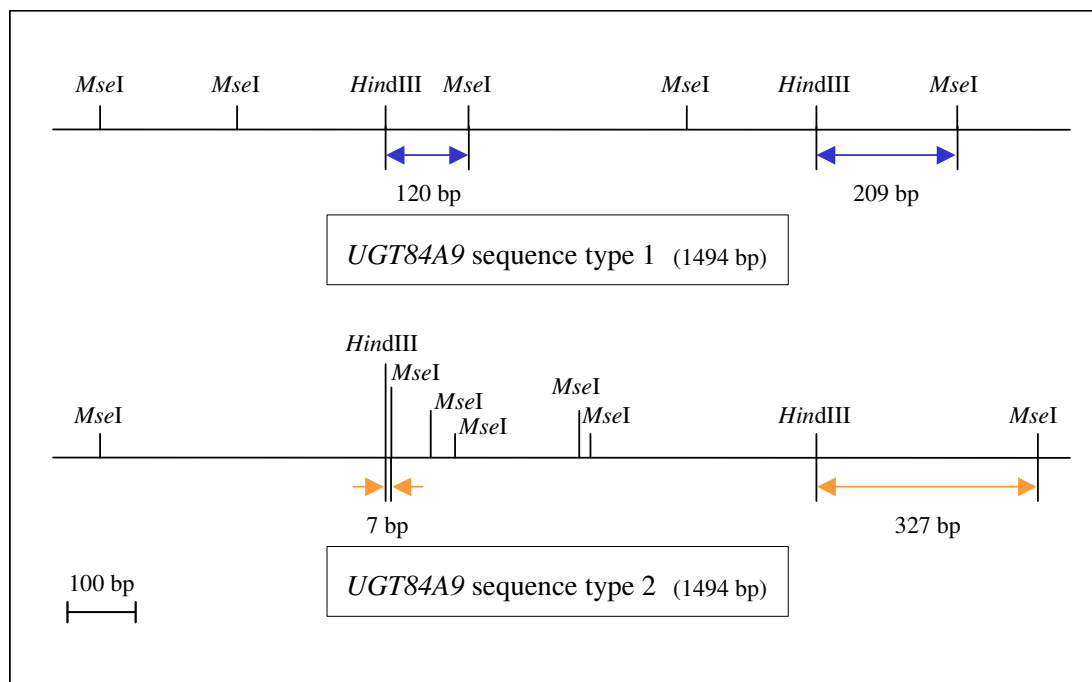 MseI MseI HindIII MseI MseI HindIII MseI
120 bp 209 bp
UGT84A9 sequence type 1 (1494 bp)
HindIII
MseI MseI
MseI MseI MseI MseI HindIII MseI
MseI
7 bp 327 bp
100 bp UGT84A9 sequence type 2 (1494 bp)